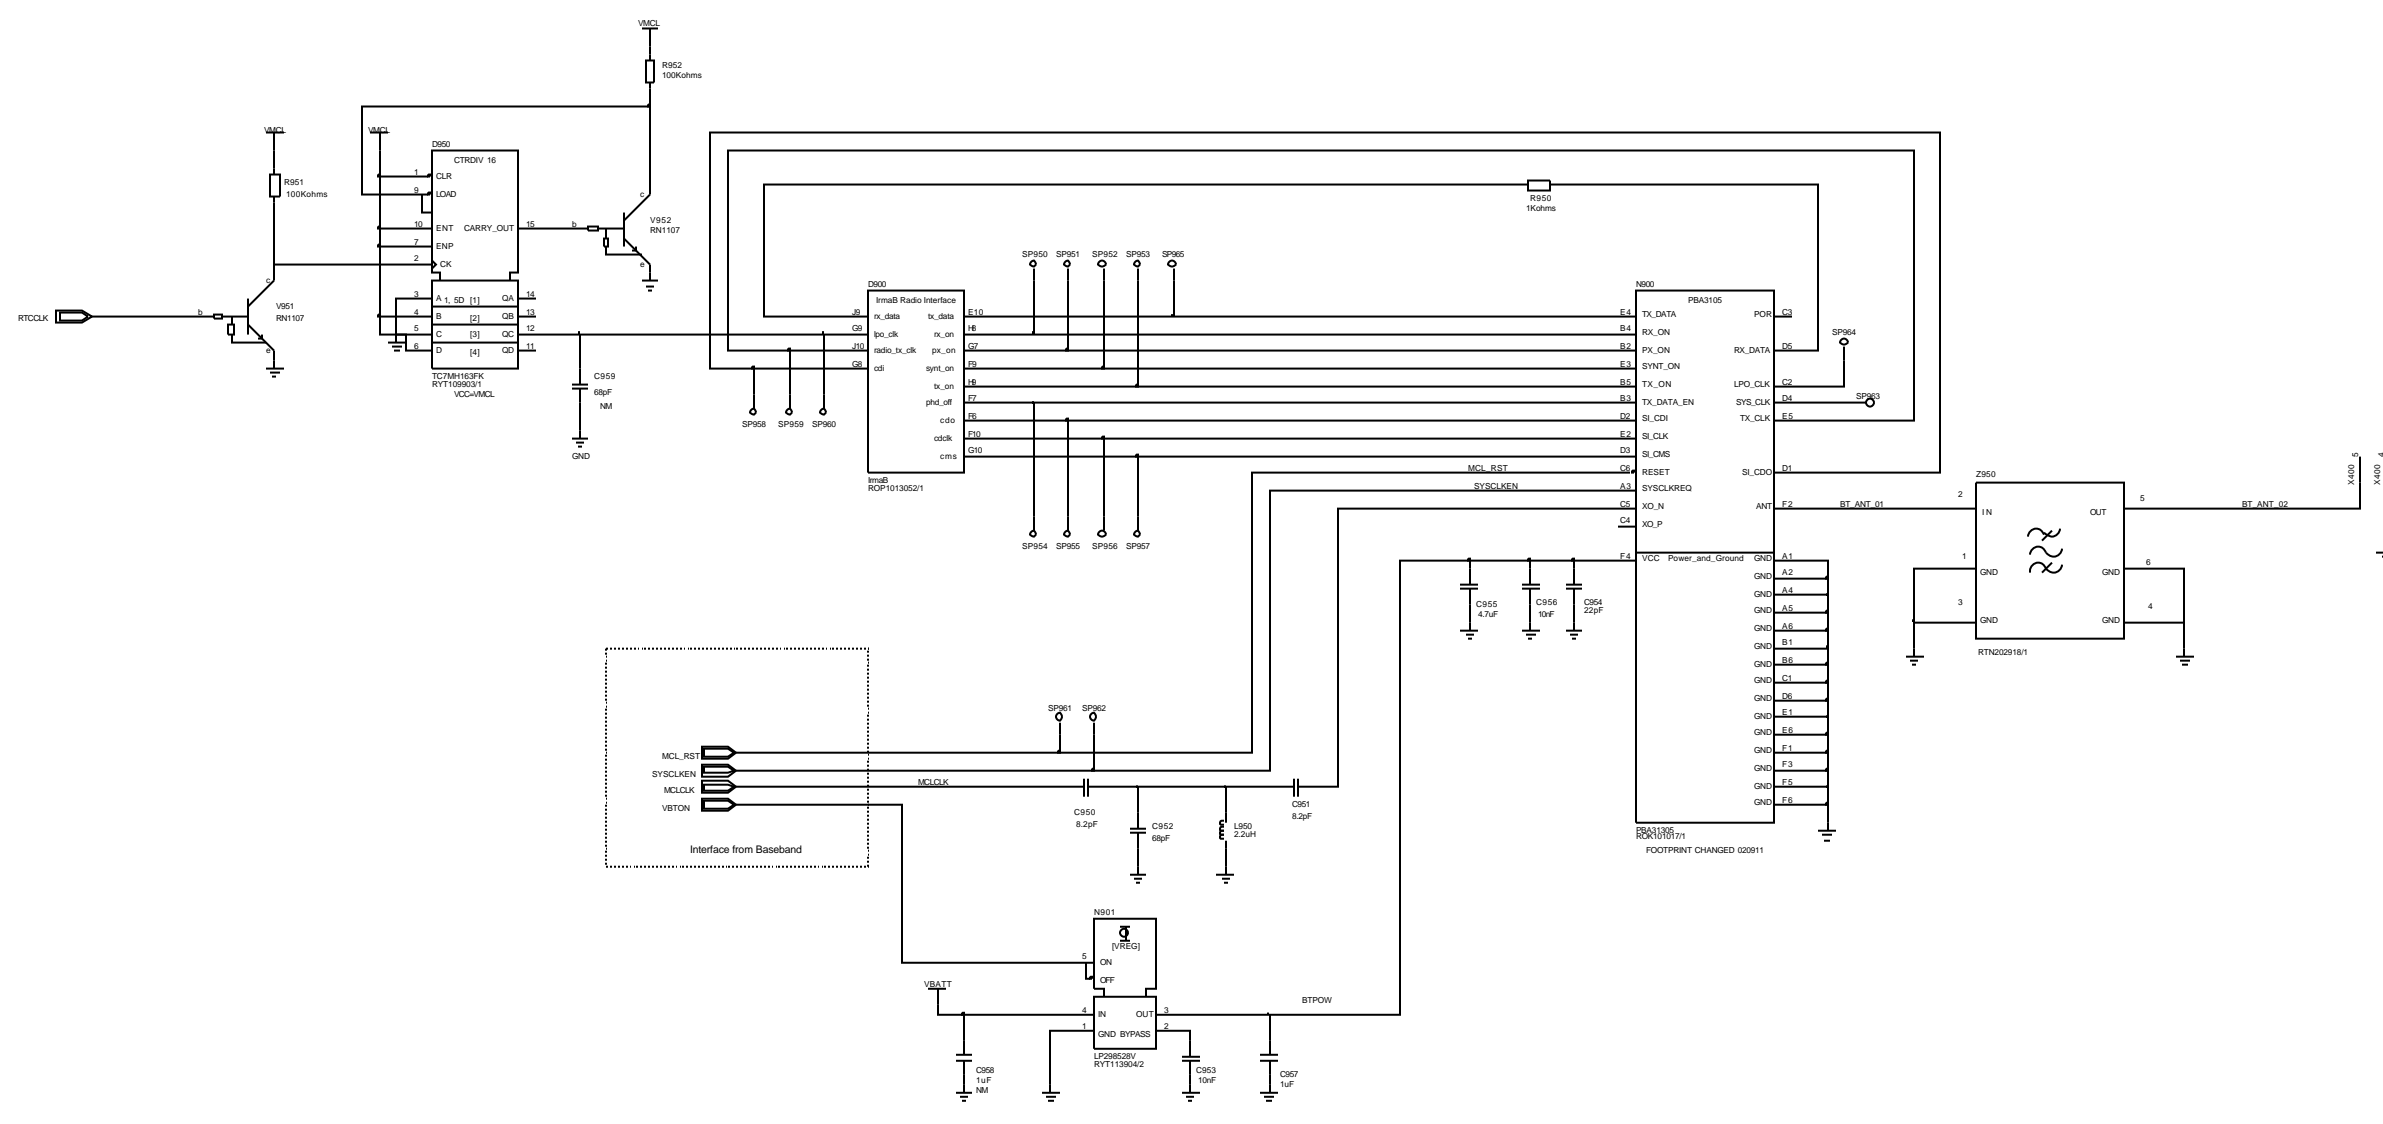 VMCL
R952
100Kohms
VMCL
R951
100Kohms
VMCL
D950
CTRDIV 16
1 CLR
9 LOAD
10 ENT CARRY_OUT 15
7 ENP
2 CK
3 A 1, 5D [1] QA 14
4 B [2] QB 13
5 C [3] QC 12
6 D [4] QD 11
TC7MH163FK
RYT109903/1
VCC=VMCL
RTCCLK
b
c
e
V951
RN1107
b
c
e
V952
RN1107
C959
68pF
NM
GND
R950
1Kohms
SP950 SP951 SP952 SP953 SP965
D900
IrmaB Radio Interface
J9 rx_data tx_data E10
G9 lpo_clk rx_on H8
J10 radio_tx_clk px_on G7
G8 cdi synt_on F9
tx_on H9
phd_off F7
cdo F6
cdclk F10
cms G10
IrmaB
ROP1013052/1
SP958 SP959 SP960
SP954 SP955 SP956 SP957
N900
PBA3105
E4 TX_DATA POR C3
B4 RX_ON
B2 PX_ON RX_DATA D5
E3 SYNT_ON
B5 TX_ON LPO_CLK C2
B3 TX_DATA_EN SYS_CLK D4
D2 SI_CDI TX_CLK E5
E2 SI_CLK
D3 SI_CMS
MCL_RST C6 RESET SI_CDO D1
SYSCLKEN A3 SYSCLKREQ
C5 XO_N ANT F2
C4 XO_P
F4 VCC Power_and_Ground GND A1
GND A2
GND A4
GND A5
GND A6
GND B1
GND B6
GND C1
GND D6
GND E1
GND E6
GND F1
GND F3
GND F5
GND F6
PBA31305
ROK101017/1
FOOTPRINT CHANGED 020911
SP964
SP963
BT_ANT_01
Z950
2 IN OUT 5
1 GND GND 6
3 GND GND 4
RTN202918/1
BT_ANT_02
X400 5
X400 4
C955
4.7uF
C956
10nF
C954
22pF
SP961 SP962
MCL_RST
SYSCLKEN
MCLCLK
VBTON
Interface from Baseband
MCLCLK
C950
8.2pF
C952
68pF
L950
2.2uH
C951
8.2pF
N901
[VREG]
5 ON
OFF
VBATT
4 IN OUT 3
1 GND BYPASS 2
LP298528V
RYT113904/2
BTPOW
C958
1uF
NM
C953
10nF
C957
1uF